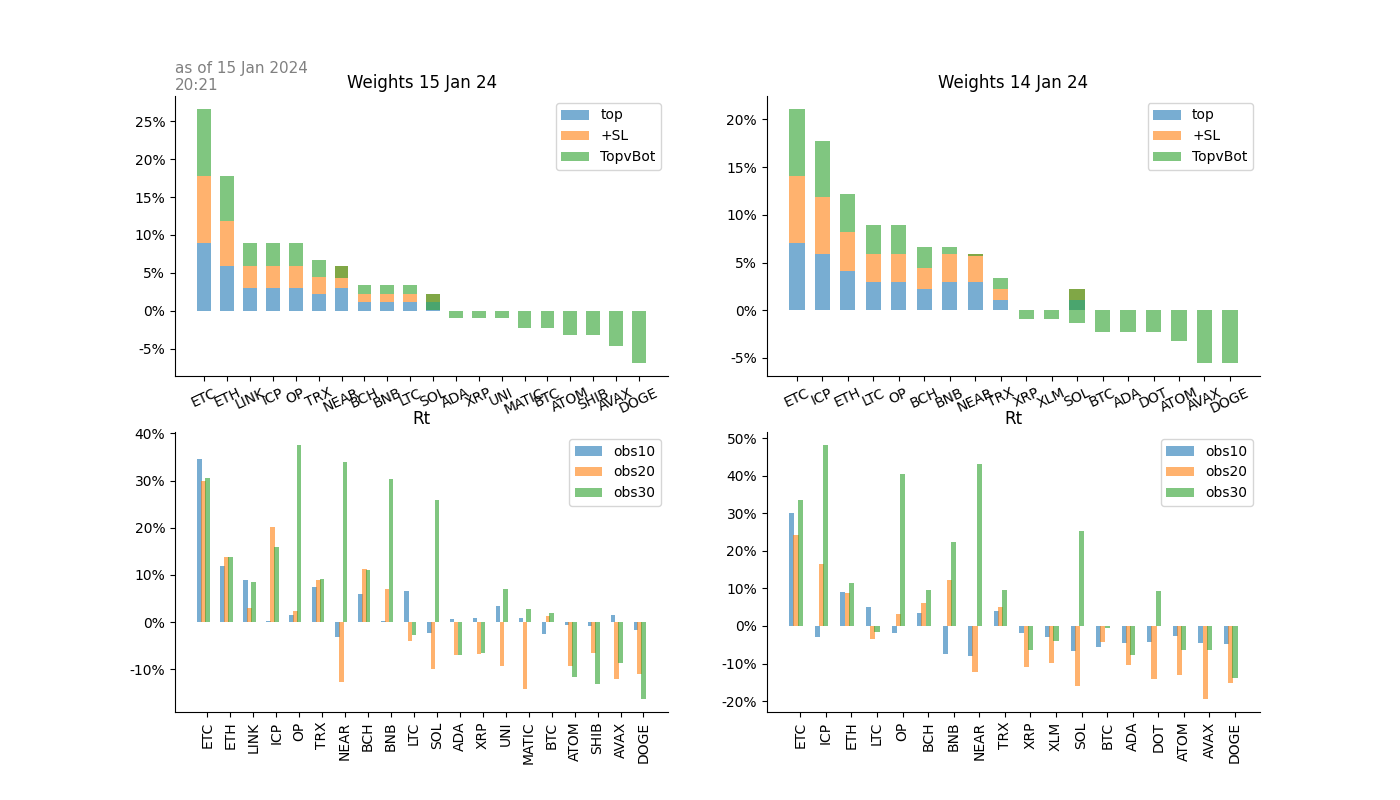 as of 15 Jan 2024
20:21
Weights 15 Jan 24
25%
20%
15%
10%
5%
0%
-5%
top
+SL
TopvBot
ETC ETH LINK ICP OP TRX NEAR BCH BNB LTC SOL ADA XRP UNI MATIC BTC ATOM SHIB AVAX DOGE
Weights 14 Jan 24
20%
15%
10%
5%
0%
-5%
top
+SL
TopvBot
ETC ICP ETH LTC OP BCH BNB NEAR TRX XRP XLM SOL BTC ADA DOT ATOM AVAX DOGE
Rt
40%
30%
20%
10%
0%
-10%
obs10
obs20
obs30
ETC ETH LINK ICP OP TRX NEAR BCH BNB LTC SOL ADA XRP UNI MATIC BTC ATOM SHIB AVAX DOGE
Rt
50%
40%
30%
20%
10%
0%
-10%
-20%
obs10
obs20
obs30
ETC ICP ETH LTC OP BCH BNB NEAR TRX XRP XLM SOL BTC ADA DOT ATOM AVAX DOGE